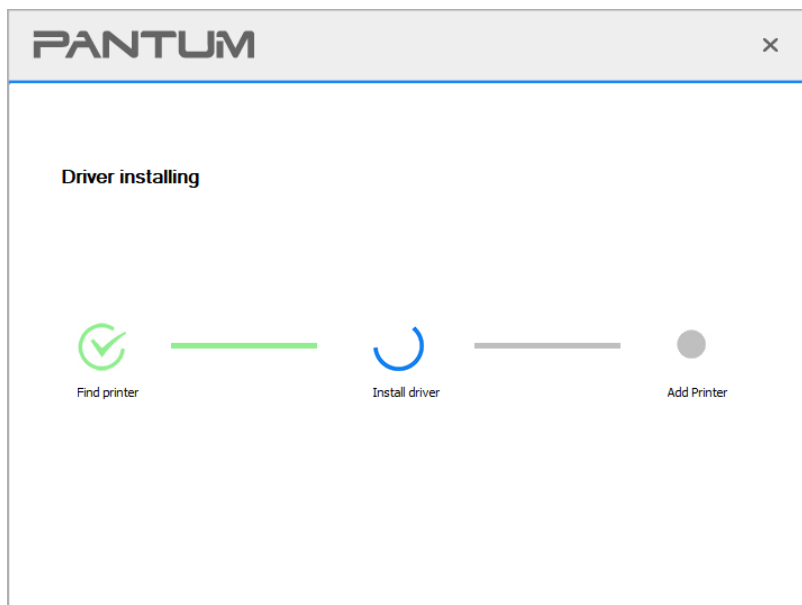 PANTUM
Driver installing
Find printer
Install driver
Add Printer